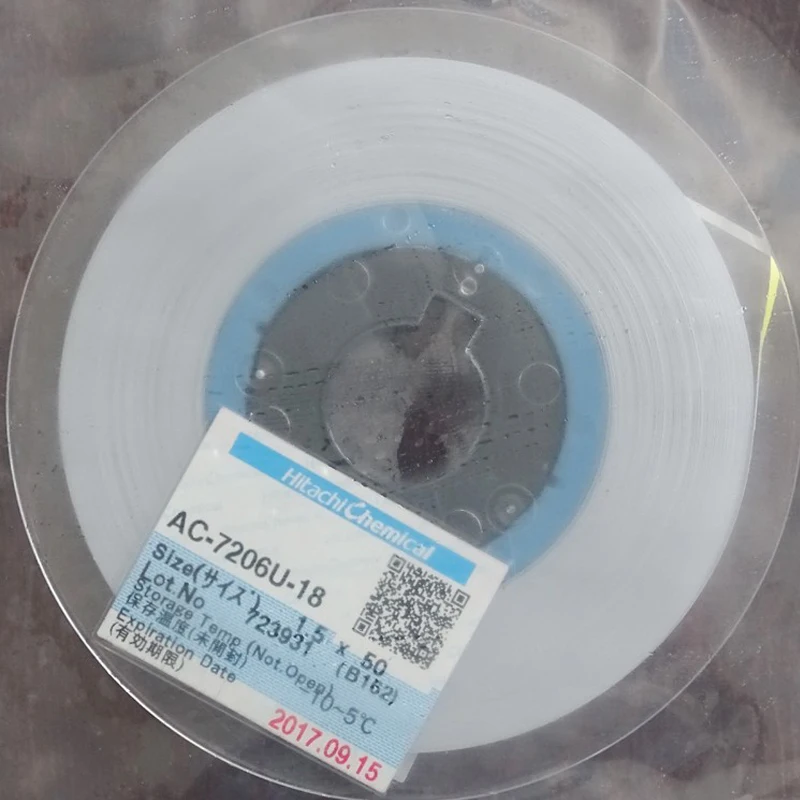 Hitachi Chemical
AC-7206U-18
Size(サイズ) 1.5 x 50
Lot.No 723931 (B162)
Storage Temp.(Not.Open)
保存温度(未開封) -10~5℃
Expiration Date
(有効期限) 2017.09.15